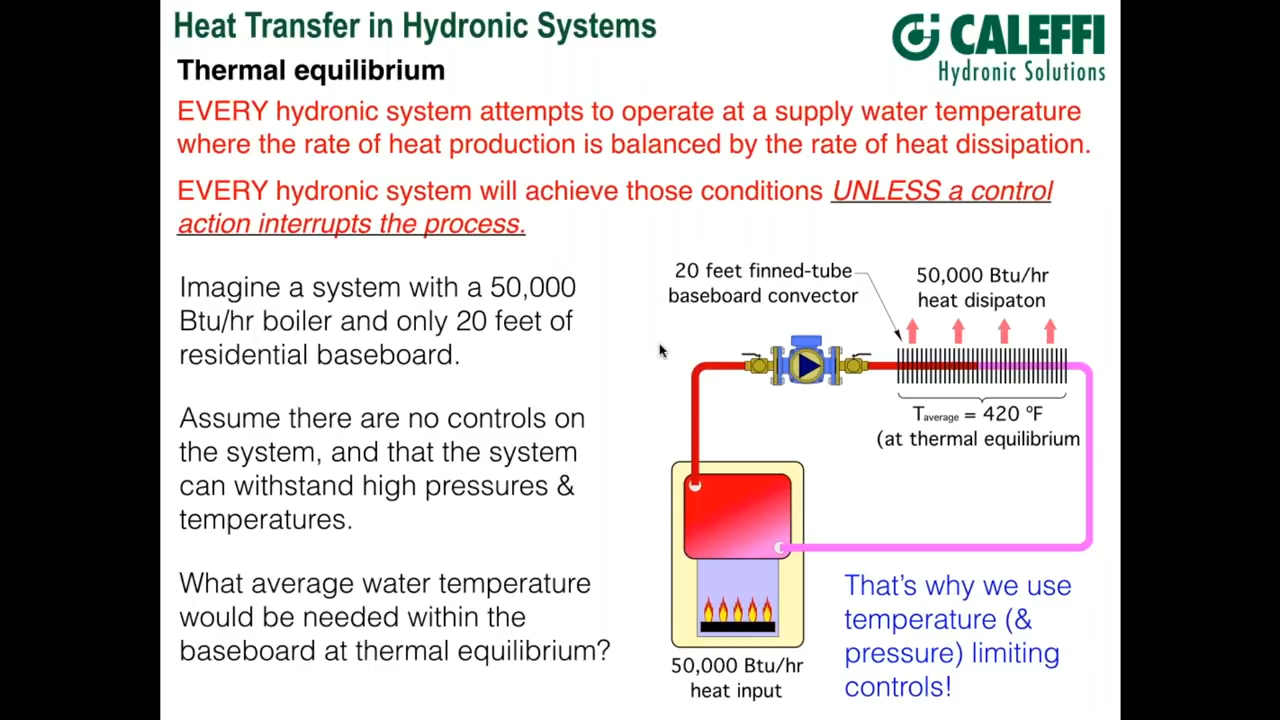 Heat Transfer in Hydronic Systems
CALEFFI
Hydronic Solutions
Thermal equilibrium
EVERY hydronic system attempts to operate at a supply water temperature
where the rate of heat production is balanced by the rate of heat dissipation.
EVERY hydronic system will achieve those conditions UNLESS a control
action interrupts the process.
Imagine a system with a 50,000
Btu/hr boiler and only 20 feet of
residential baseboard.
Assume there are no controls on
the system, and that the system
can withstand high pressures &
temperatures.
What average water temperature
would be needed within the
baseboard at thermal equilibrium?
20 feet finned-tube
baseboard convector
50,000 Btu/hr
heat disipaton
Taverage = 420 ºF
(at thermal equilibrium
50,000 Btu/hr
heat input
That's why we use
temperature (&
pressure) limiting
controls!